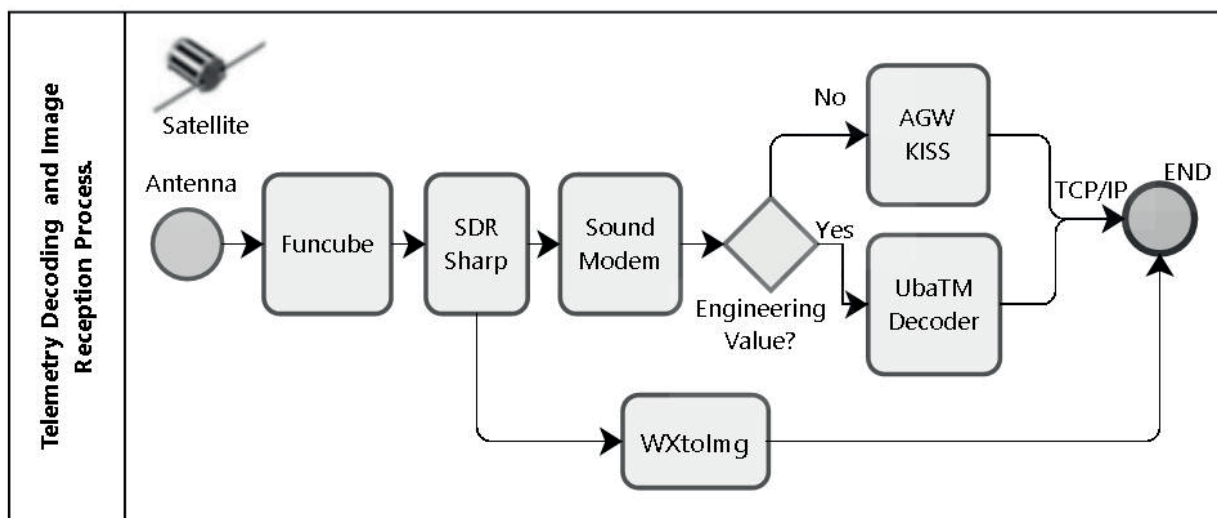 Telemetry Decoding and Image
Reception Process.
Satellite
Antenna
Funcube
SDR
Sharp
Sound
Modem
Engineering
Value?
No
Yes
AGW
KISS
UbaTM
Decoder
TCP/IP
END
WXtoImg